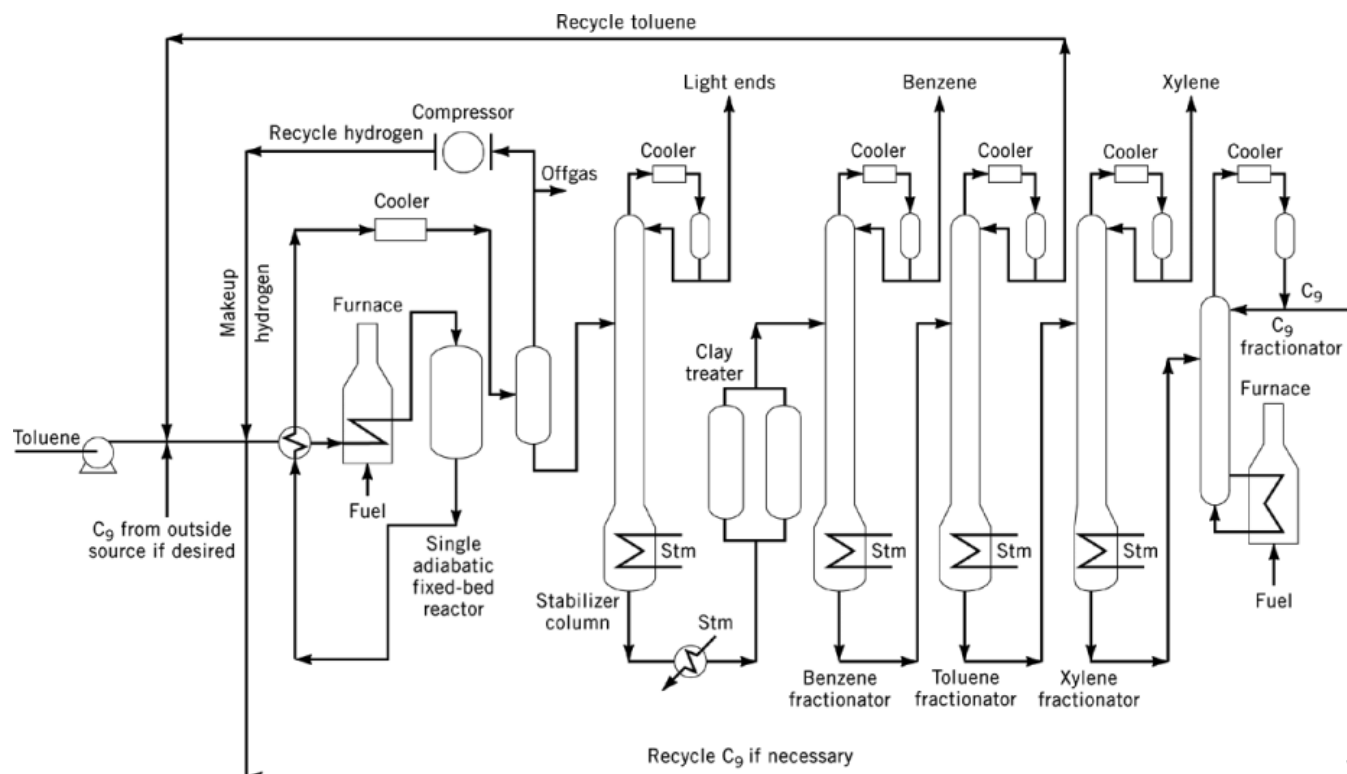 Recycle toluene
Light ends
Benzene
Xylene
Compressor
Recycle hydrogen
Offgas
Cooler
Cooler
Cooler
Cooler
Cooler
Cooler
Makeup
hydrogen
Furnace
Clay
treater
C9
C9
fractionator
Furnace
Toluene
Fuel
C9 from outside
source if desired
Single
adiabatic
fixed-bed
reactor
Stm
Stm
Stm
Stm
Fuel
Stabilizer
column
Stm
Benzene
fractionator
Toluene
fractionator
Xylene
fractionator
Recycle C9 if necessary